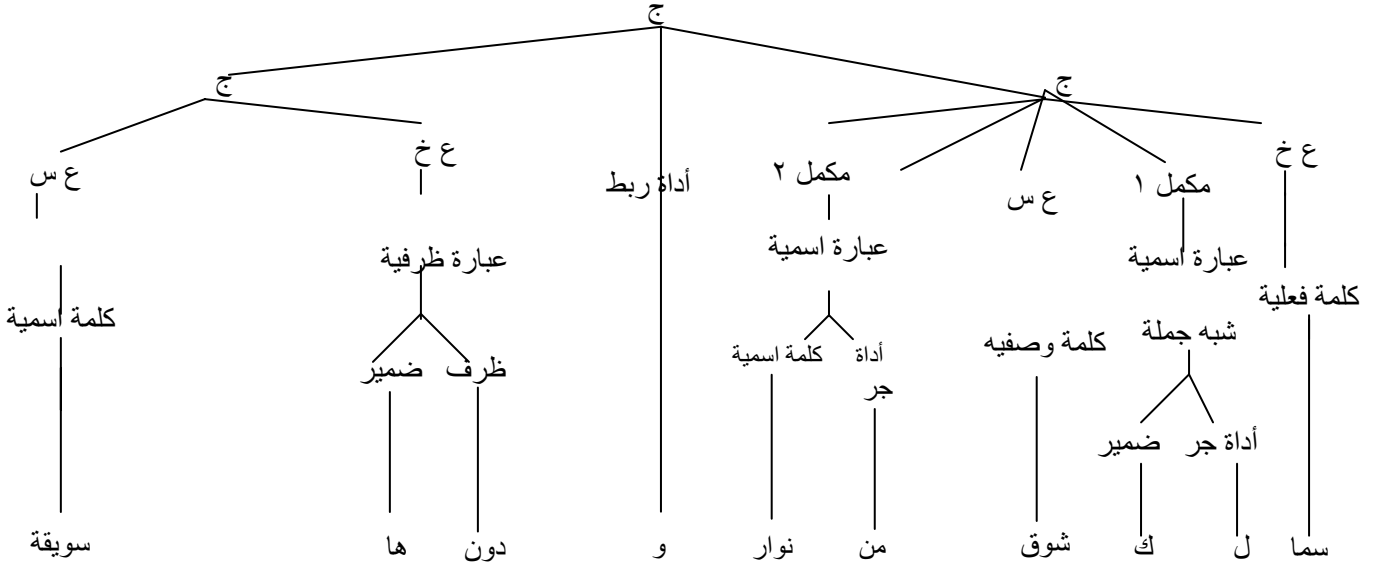 ج
ج ج
ع خ مكمل ١ ع س مكمل ٢ أداة ربط ع خ ع س
عبارة اسمية عبارة اسمية عبارة ظرفية
كلمة فعلية شبه جملة كلمة وصفيه أداة كلمة اسمية ظرف ضمير كلمة اسمية
جر
أداة جر ضمير
سما ل ك شوق من نوار و دون ها سويقة